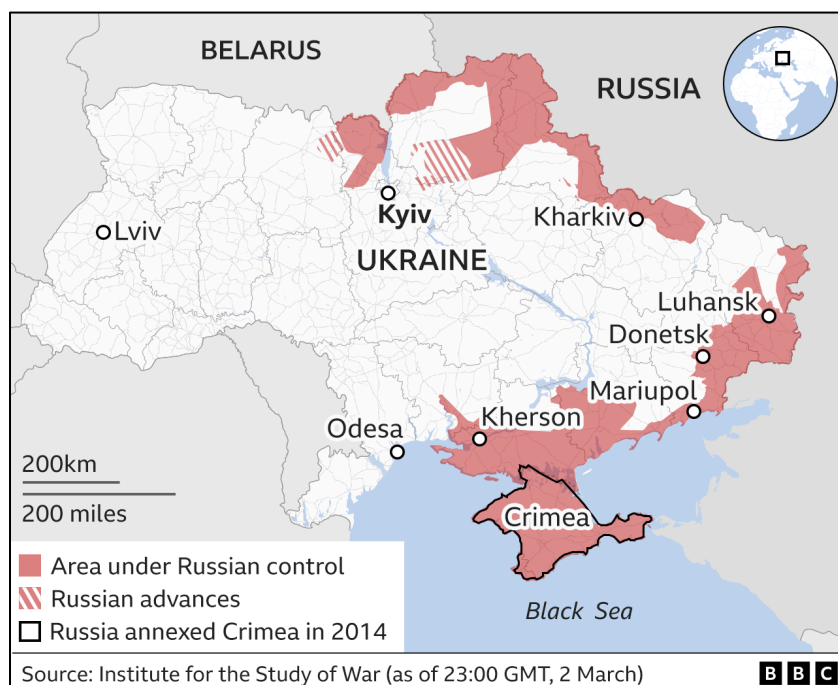 BELARUS
RUSSIA
Kyiv
Lviv
Kharkiv
UKRAINE
Luhansk
Donetsk
Mariupol
Kherson
Odesa
200km
200 miles
Crimea
Area under Russian control
Russian advances
Russia annexed Crimea in 2014
Black Sea
Source: Institute for the Study of War (as of 23:00 GMT, 2 March)
BBC